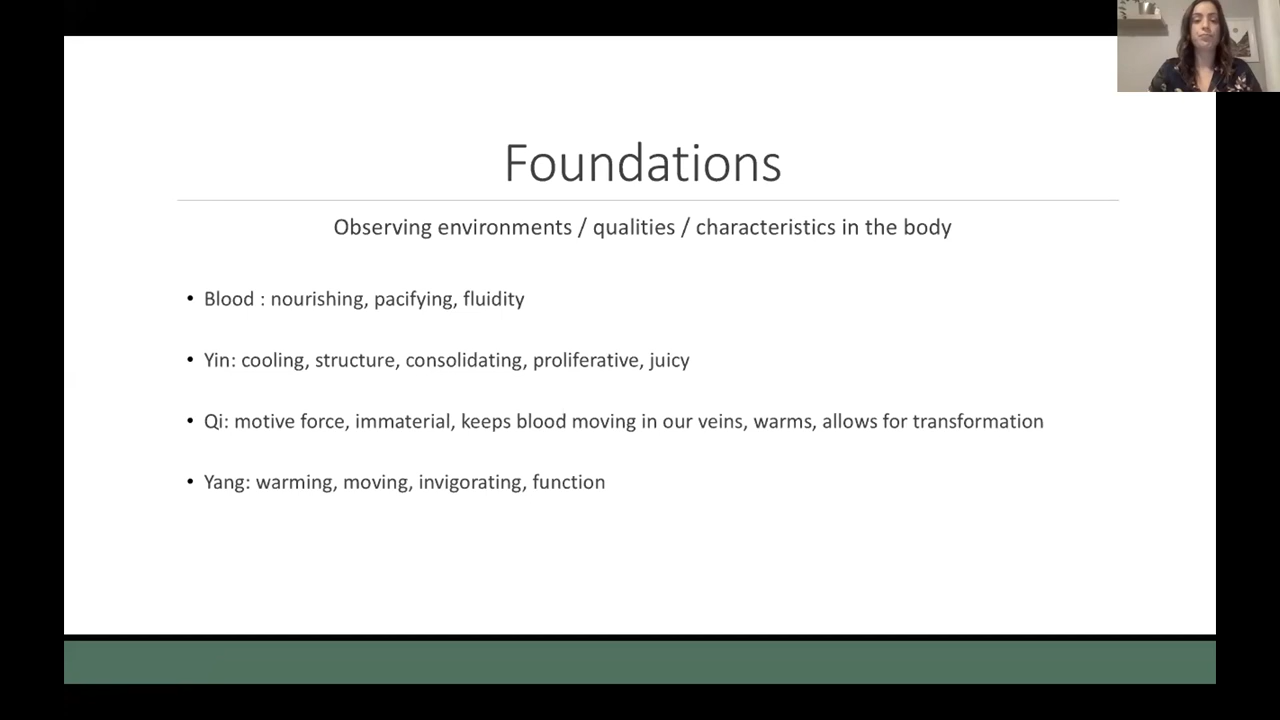 Foundations
Observing environments / qualities / characteristics in the body
• Blood : nourishing, pacifying, fluidity
• Yin: cooling, structure, consolidating, proliferative, juicy
• Qi: motive force, immaterial, keeps blood moving in our veins, warms, allows for transformation
• Yang: warming, moving, invigorating, function